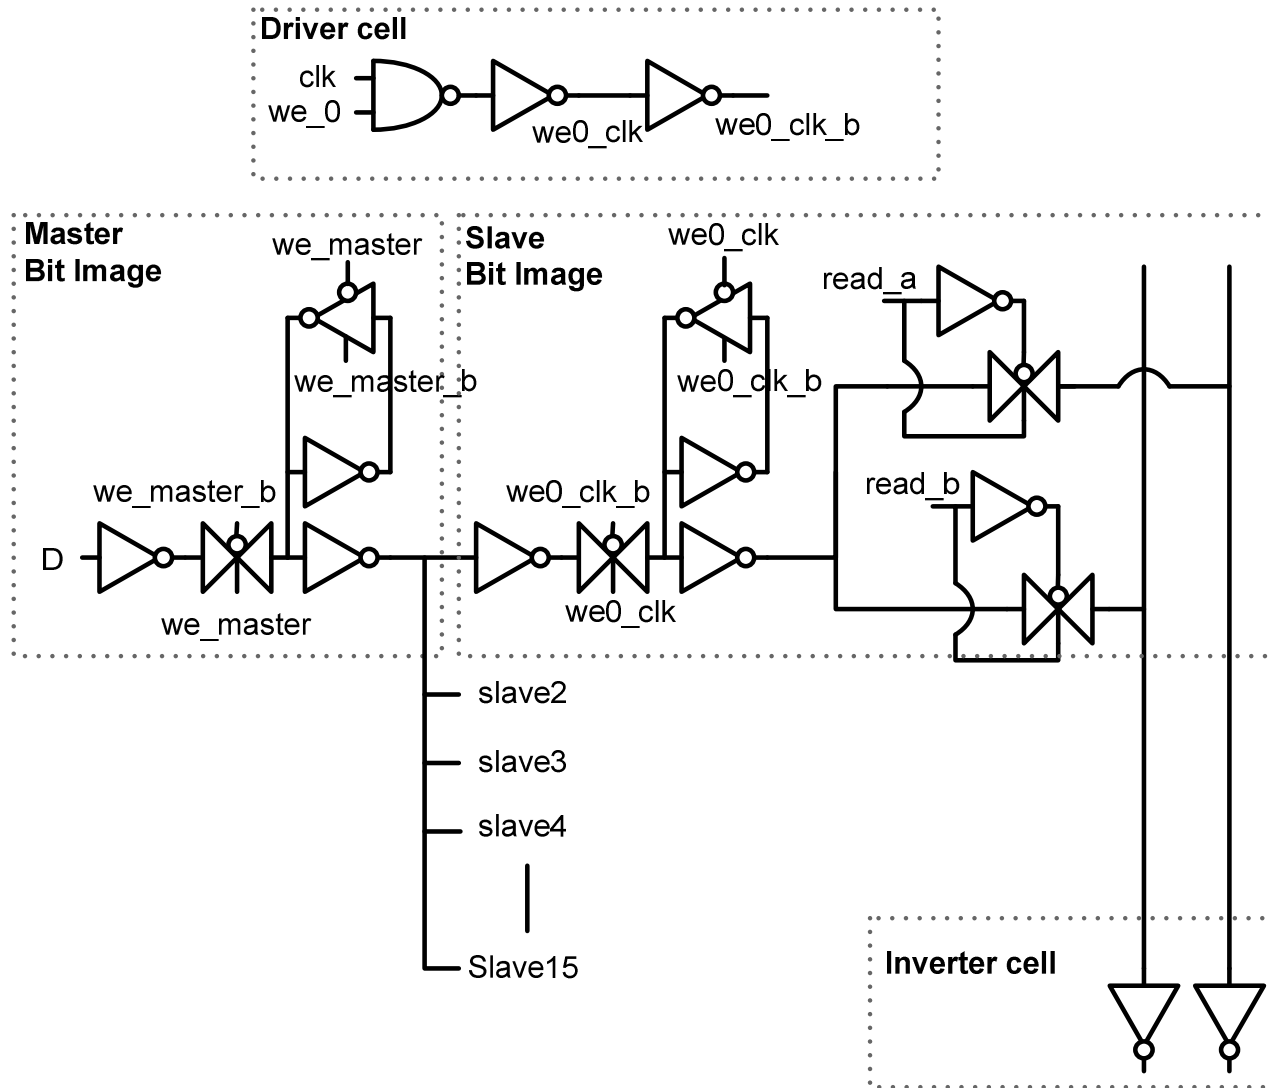 Driver cell
clk
we_0
we0_clk
we0_clk_b
Master
Bit Image
we_master
we_master_b
we_master_b
D
we_master
Slave
Bit Image
we0_clk
we0_clk_b
we0_clk_b
we0_clk
read_a
read_b
slave2
slave3
slave4
Slave15
Inverter cell